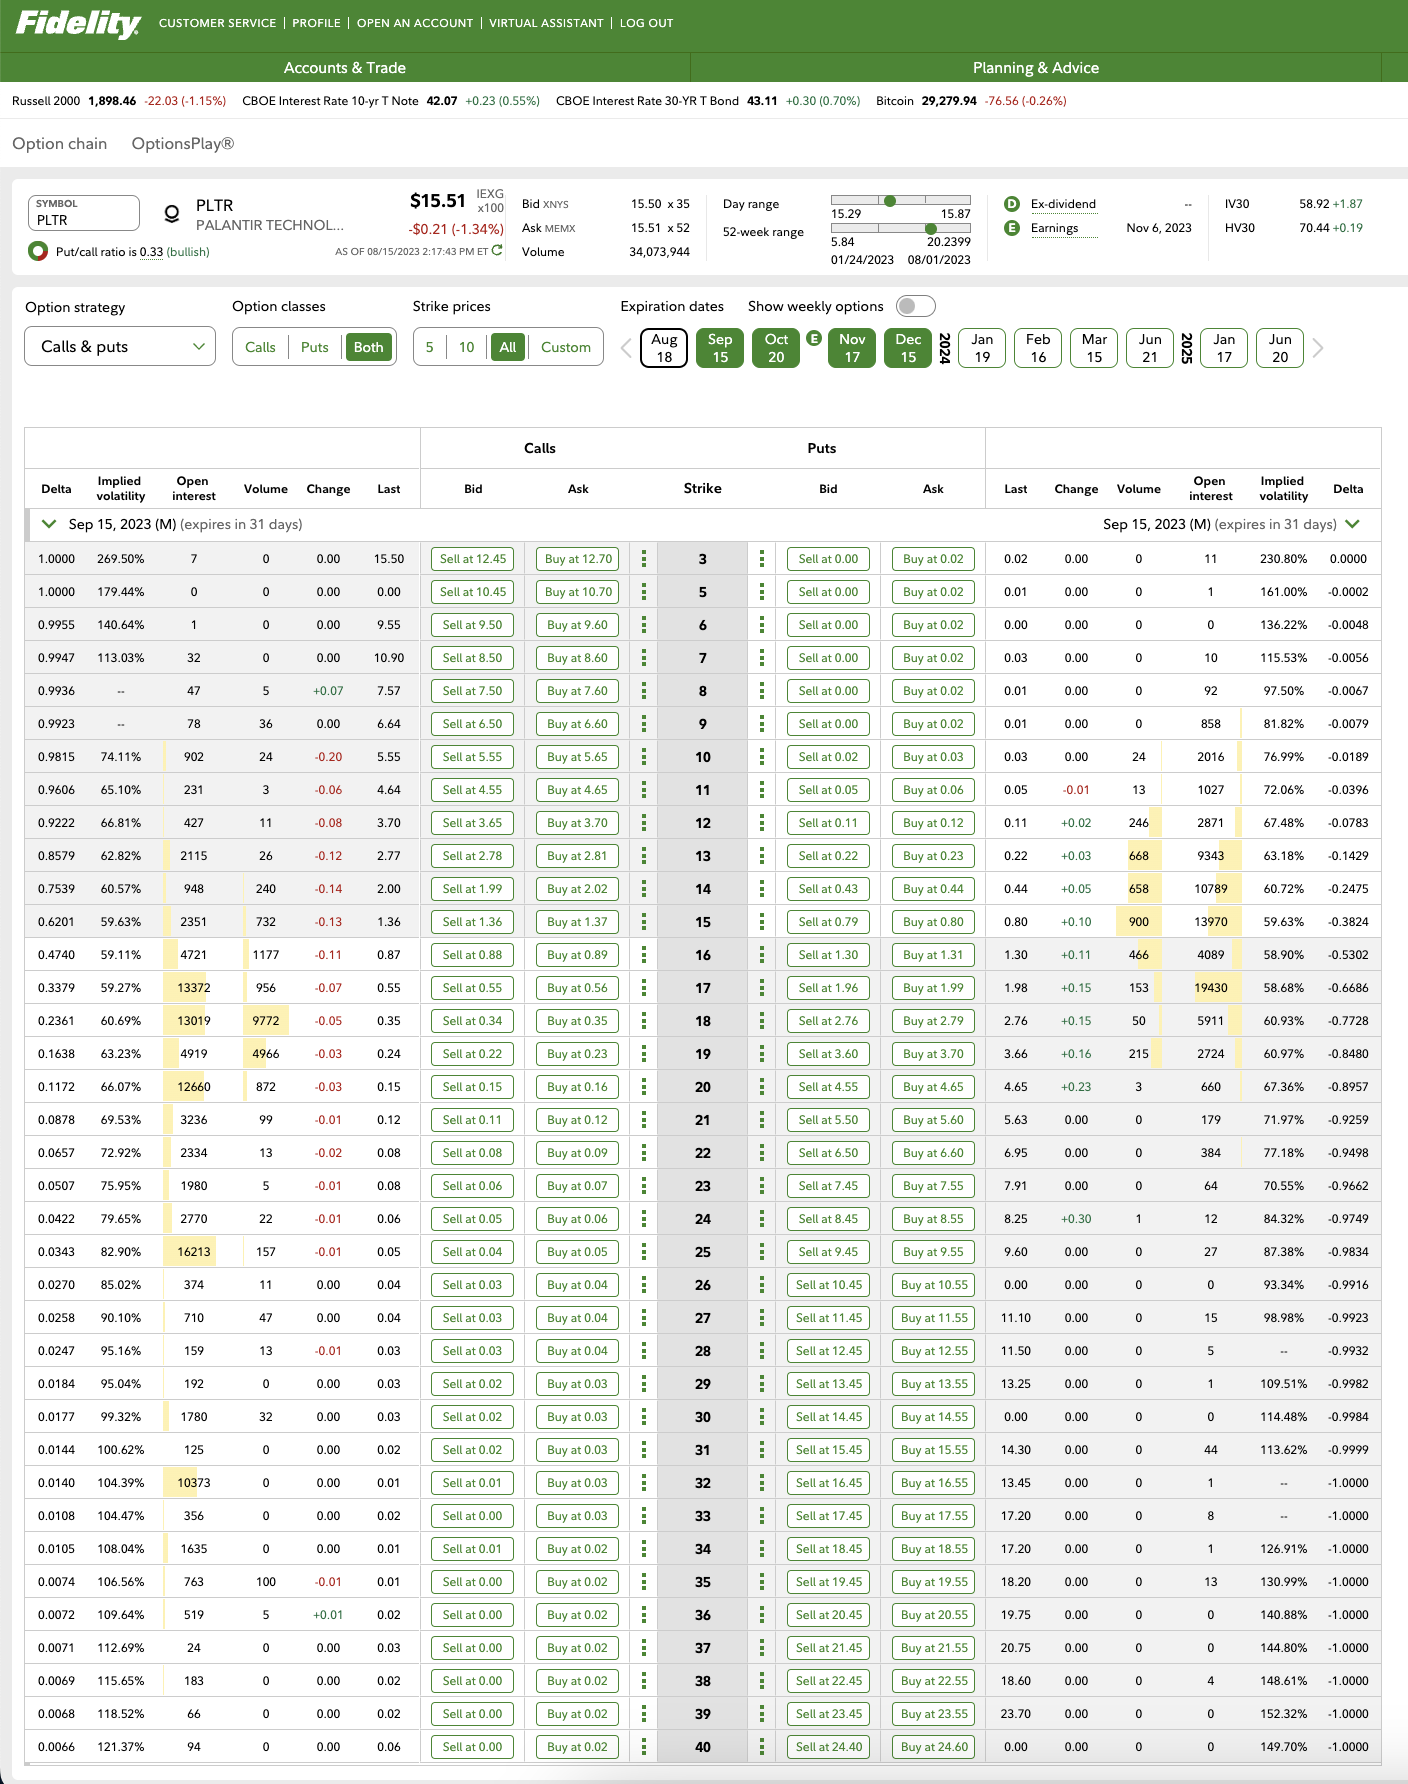 Fidelity
CUSTOMER SERVICE | PROFILE | OPEN AN ACCOUNT | VIRTUAL ASSISTANT | LOG OUT
Accounts & Trade Planning & Advice
Russell 2000 1,898.46 -22.03 (-1.15%) CBOE Interest Rate 10-yr T Note 42.07 +0.23 (0.55%) CBOE Interest Rate 30-YR T Bond 43.11 +0.30 (0.70%) Bitcoin 29,279.94 -76.56 (-0.26%)
Option chain OptionsPlay®
SYMBOL
PLTR
PLTR
PALANTIR TECHNOL...
Put/call ratio is 0.33 (bullish)
$15.51 IEXG x100
-$0.21 (-1.34%)
AS OF 08/15/2023 2:17:43 PM ET
Bid XNYS 15.50 x 35
Ask MEMX 15.51 x 52
Volume 34,073,944
Day range 15.29 15.87
52-week range 5.84 20.2399
01/24/2023 08/01/2023
D Ex-dividend --
E Earnings Nov 6, 2023
IV30 58.92 +1.87
HV30 70.44 +0.19
Option strategy Option classes Strike prices Expiration dates Show weekly options
Calls & puts Calls Puts Both 5 10 All Custom Aug 18 Sep 15 Oct 20 E Nov 17 Dec 15 2024 Jan 19 Feb 16 Mar 15 Jun 21 2025 Jan 17 Jun 20
Calls Puts
Delta Implied volatility Open interest Volume Change Last Bid Ask Strike Bid Ask Last Change Volume Open interest Implied volatility Delta
Sep 15, 2023 (M) (expires in 31 days) Sep 15, 2023 (M) (expires in 31 days)
1.0000 269.50% 7 0 0.00 15.50 Sell at 12.45 Buy at 12.70 3 Sell at 0.00 Buy at 0.02 0.02 0.00 0 11 230.80% 0.0000
1.0000 179.44% 0 0 0.00 0.00 Sell at 10.45 Buy at 10.70 5 Sell at 0.00 Buy at 0.02 0.01 0.00 0 1 161.00% -0.0002
0.9955 140.64% 1 0 0.00 9.55 Sell at 9.50 Buy at 9.60 6 Sell at 0.00 Buy at 0.02 0.00 0.00 0 0 136.22% -0.0048
0.9947 113.03% 32 0 0.00 10.90 Sell at 8.50 Buy at 8.60 7 Sell at 0.00 Buy at 0.02 0.03 0.00 0 10 115.53% -0.0056
0.9936 -- 47 5 +0.07 7.57 Sell at 7.50 Buy at 7.60 8 Sell at 0.00 Buy at 0.02 0.01 0.00 0 92 97.50% -0.0067
0.9923 -- 78 36 0.00 6.64 Sell at 6.50 Buy at 6.60 9 Sell at 0.00 Buy at 0.02 0.01 0.00 0 858 81.82% -0.0079
0.9815 74.11% 902 24 -0.20 5.55 Sell at 5.55 Buy at 5.65 10 Sell at 0.02 Buy at 0.03 0.03 0.00 24 2016 76.99% -0.0189
0.9606 65.10% 231 3 -0.06 4.64 Sell at 4.55 Buy at 4.65 11 Sell at 0.05 Buy at 0.06 0.05 -0.01 13 1027 72.06% -0.0396
0.9222 66.81% 427 11 -0.08 3.70 Sell at 3.65 Buy at 3.70 12 Sell at 0.11 Buy at 0.12 0.11 +0.02 246 2871 67.48% -0.0783
0.8579 62.82% 2115 26 -0.12 2.77 Sell at 2.78 Buy at 2.81 13 Sell at 0.22 Buy at 0.23 0.22 +0.03 668 9343 63.18% -0.1429
0.7539 60.57% 948 240 -0.14 2.00 Sell at 1.99 Buy at 2.02 14 Sell at 0.43 Buy at 0.44 0.44 +0.05 658 10789 60.72% -0.2475
0.6201 59.63% 2351 732 -0.13 1.36 Sell at 1.36 Buy at 1.37 15 Sell at 0.79 Buy at 0.80 0.80 +0.10 900 13970 59.63% -0.3824
0.4740 59.11% 4721 1177 -0.11 0.87 Sell at 0.88 Buy at 0.89 16 Sell at 1.30 Buy at 1.31 1.30 +0.11 466 4089 58.90% -0.5302
0.3379 59.27% 13372 956 -0.07 0.55 Sell at 0.55 Buy at 0.56 17 Sell at 1.96 Buy at 1.99 1.98 +0.15 153 19430 58.68% -0.6686
0.2361 60.69% 13019 9772 -0.05 0.35 Sell at 0.34 Buy at 0.35 18 Sell at 2.76 Buy at 2.79 2.76 +0.15 50 5911 60.93% -0.7728
0.1638 63.23% 4919 4966 -0.03 0.24 Sell at 0.22 Buy at 0.23 19 Sell at 3.60 Buy at 3.70 3.66 +0.16 215 2724 60.97% -0.8480
0.1172 66.07% 12660 872 -0.03 0.15 Sell at 0.15 Buy at 0.16 20 Sell at 4.55 Buy at 4.65 4.65 +0.23 3 660 67.36% -0.8957
0.0878 69.53% 3236 99 -0.01 0.12 Sell at 0.11 Buy at 0.12 21 Sell at 5.50 Buy at 5.60 5.63 0.00 0 179 71.97% -0.9259
0.0657 72.92% 2334 13 -0.02 0.08 Sell at 0.08 Buy at 0.09 22 Sell at 6.50 Buy at 6.60 6.95 0.00 0 384 77.18% -0.9498
0.0507 75.95% 1980 5 -0.01 0.08 Sell at 0.06 Buy at 0.07 23 Sell at 7.45 Buy at 7.55 7.91 0.00 0 64 70.55% -0.9662
0.0422 79.65% 2770 22 -0.01 0.06 Sell at 0.05 Buy at 0.06 24 Sell at 8.45 Buy at 8.55 8.25 +0.30 1 12 84.32% -0.9749
0.0343 82.90% 16213 157 -0.01 0.05 Sell at 0.04 Buy at 0.05 25 Sell at 9.45 Buy at 9.55 9.60 0.00 0 27 87.38% -0.9834
0.0270 85.02% 374 11 0.00 0.04 Sell at 0.03 Buy at 0.04 26 Sell at 10.45 Buy at 10.55 0.00 0.00 0 0 93.34% -0.9916
0.0258 90.10% 710 47 0.00 0.04 Sell at 0.03 Buy at 0.04 27 Sell at 11.45 Buy at 11.55 11.10 0.00 0 15 98.98% -0.9923
0.0247 95.16% 159 13 -0.01 0.03 Sell at 0.03 Buy at 0.04 28 Sell at 12.45 Buy at 12.55 11.50 0.00 0 5 -- -0.9932
0.0184 95.04% 192 0 0.00 0.03 Sell at 0.02 Buy at 0.03 29 Sell at 13.45 Buy at 13.55 13.25 0.00 0 1 109.51% -0.9982
0.0177 99.32% 1780 32 0.00 0.03 Sell at 0.02 Buy at 0.03 30 Sell at 14.45 Buy at 14.55 0.00 0.00 0 0 114.48% -0.9984
0.0144 100.62% 125 0 0.00 0.02 Sell at 0.02 Buy at 0.03 31 Sell at 15.45 Buy at 15.55 14.30 0.00 0 44 113.62% -0.9999
0.0140 104.39% 10373 0 0.00 0.01 Sell at 0.01 Buy at 0.03 32 Sell at 16.45 Buy at 16.55 13.45 0.00 0 1 -- -1.0000
0.0108 104.47% 356 0 0.00 0.02 Sell at 0.00 Buy at 0.03 33 Sell at 17.45 Buy at 17.55 17.20 0.00 0 8 -- -1.0000
0.0105 108.04% 1635 0 0.00 0.01 Sell at 0.01 Buy at 0.02 34 Sell at 18.45 Buy at 18.55 17.20 0.00 0 1 126.91% -1.0000
0.0074 106.56% 763 100 -0.01 0.01 Sell at 0.00 Buy at 0.02 35 Sell at 19.45 Buy at 19.55 18.20 0.00 0 13 130.99% -1.0000
0.0072 109.64% 519 5 +0.01 0.02 Sell at 0.00 Buy at 0.02 36 Sell at 20.45 Buy at 20.55 19.75 0.00 0 0 140.88% -1.0000
0.0071 112.69% 24 0 0.00 0.03 Sell at 0.00 Buy at 0.02 37 Sell at 21.45 Buy at 21.55 20.75 0.00 0 0 144.80% -1.0000
0.0069 115.65% 183 0 0.00 0.02 Sell at 0.00 Buy at 0.02 38 Sell at 22.45 Buy at 22.55 18.60 0.00 0 4 148.61% -1.0000
0.0068 118.52% 66 0 0.00 0.02 Sell at 0.00 Buy at 0.02 39 Sell at 23.45 Buy at 23.55 23.70 0.00 0 0 152.32% -1.0000
0.0066 121.37% 94 0 0.00 0.06 Sell at 0.00 Buy at 0.02 40 Sell at 24.40 Buy at 24.60 0.00 0.00 0 0 149.70% -1.0000